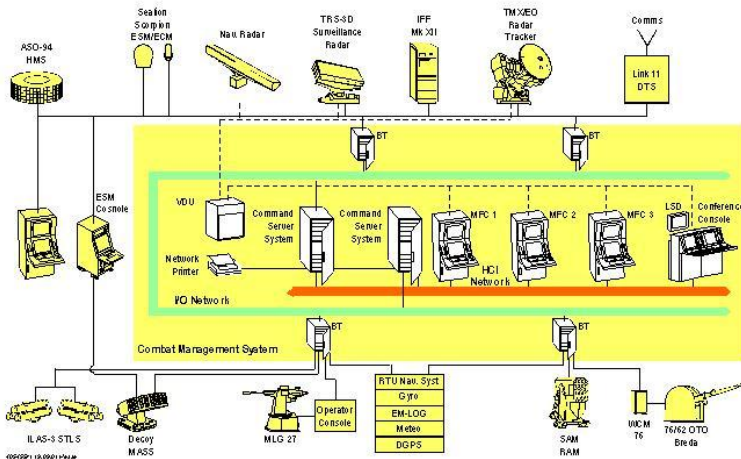 ASO-94
HMS
Sealion
Scorpion
ESM/ECM
Nav. Radar
TRS-3D
Surveillance
Radar
IFF
Mk XII
TMX/EO
Radar
Tracker
Comms
Link 11
DTS
BT
BT
ESM
Cosnole
VDU
Command
Server
System
Command
Server
System
MFC 1
MFC 2
MFC 3
LSD
Conference
Console
Network
Printer
HCI
Network
I/O Network
BT
BT
Combat Management System
ILAS-3 STLS
Decoy
MASS
MLG 27
Operator
Console
RTU Nav. Syst
Gyro
EM-LOG
Meteo
DGPS
SAM
RAM
WCM
76
76/62 OTO
Breda